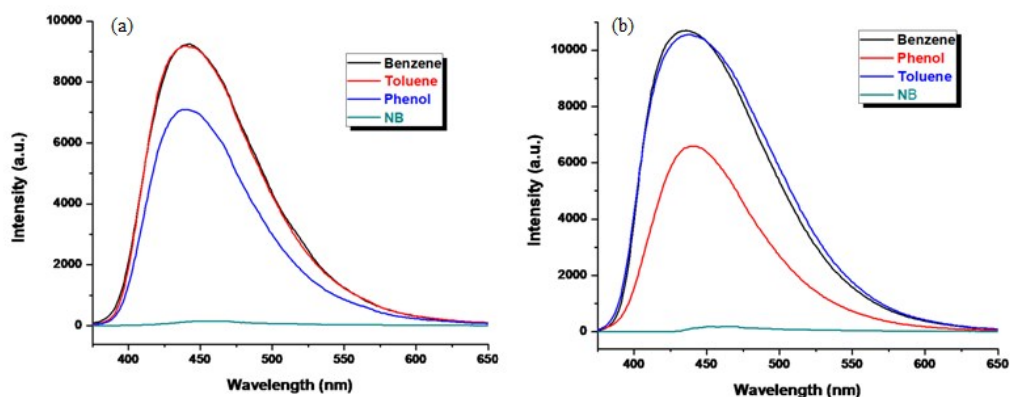 (a)
Benzene
Toluene
Phenol
NB
10000
8000
6000
4000
2000
0
Intensity (a.u.)
400 450 500 550 600 650
Wavelength (nm)
(b)
Benzene
Phenol
Toluene
NB
10000
8000
6000
4000
2000
0
Intensity (a.u.)
400 450 500 550 600 650
Wavelength (nm)